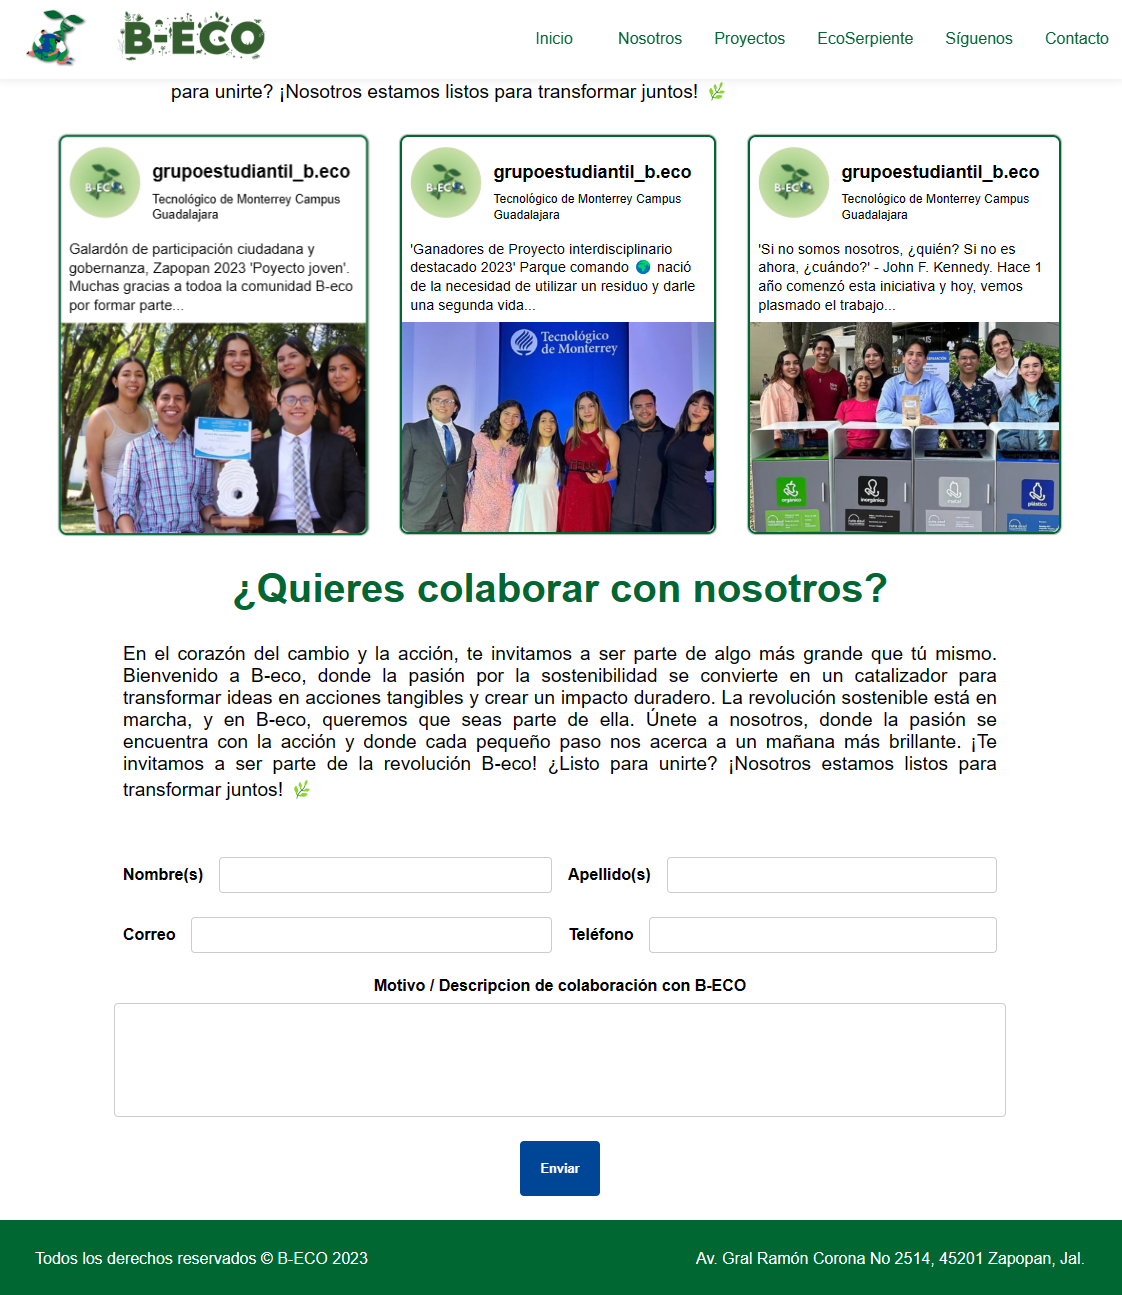 B-ECO
Inicio
Nosotros
Proyectos
EcoSerpiente
Síguenos
Contacto
para unirte? ¡Nosotros estamos listos para transformar juntos! 🌿
B-ECO
grupoestudiantil_b.eco
Tecnológico de Monterrey Campus
Guadalajara
Galardón de participación ciudadana y
gobernanza, Zapopan 2023 'Poyecto joven'.
Muchas gracias a todoa la comunidad B-eco
por formar parte...
B-ECO
grupoestudiantil_b.eco
Tecnológico de Monterrey Campus
Guadalajara
'Ganadores de Proyecto interdisciplinario
destacado 2023' Parque comando 🌍 nació
de la necesidad de utilizar un residuo y darle
una segunda vida...
Tecnológico
de Monterrey
B-ECO
grupoestudiantil_b.eco
Tecnológico de Monterrey Campus
Guadalajara
'Si no somos nosotros, ¿quién? Si no es
ahora, ¿cuándo?' - John F. Kennedy. Hace 1
año comenzó esta iniciativa y hoy, vemos
plasmado el trabajo...
orgánico
inorgánico
plástico
¿Quieres colaborar con nosotros?
En el corazón del cambio y la acción, te invitamos a ser parte de algo más grande que tú mismo.
Bienvenido a B-eco, donde la pasión por la sostenibilidad se convierte en un catalizador para
transformar ideas en acciones tangibles y crear un impacto duradero. La revolución sostenible está en
marcha, y en B-eco, queremos que seas parte de ella. Únete a nosotros, donde la pasión se
encuentra con la acción y donde cada pequeño paso nos acerca a un mañana más brillante. ¡Te
invitamos a ser parte de la revolución B-eco! ¿Listo para unirte? ¡Nosotros estamos listos para
transformar juntos! 🌿
Nombre(s)
Apellido(s)
Correo
Teléfono
Motivo / Descripcion de colaboración con B-ECO
Enviar
Todos los derechos reservados © B-ECO 2023
Av. Gral Ramón Corona No 2514, 45201 Zapopan, Jal.